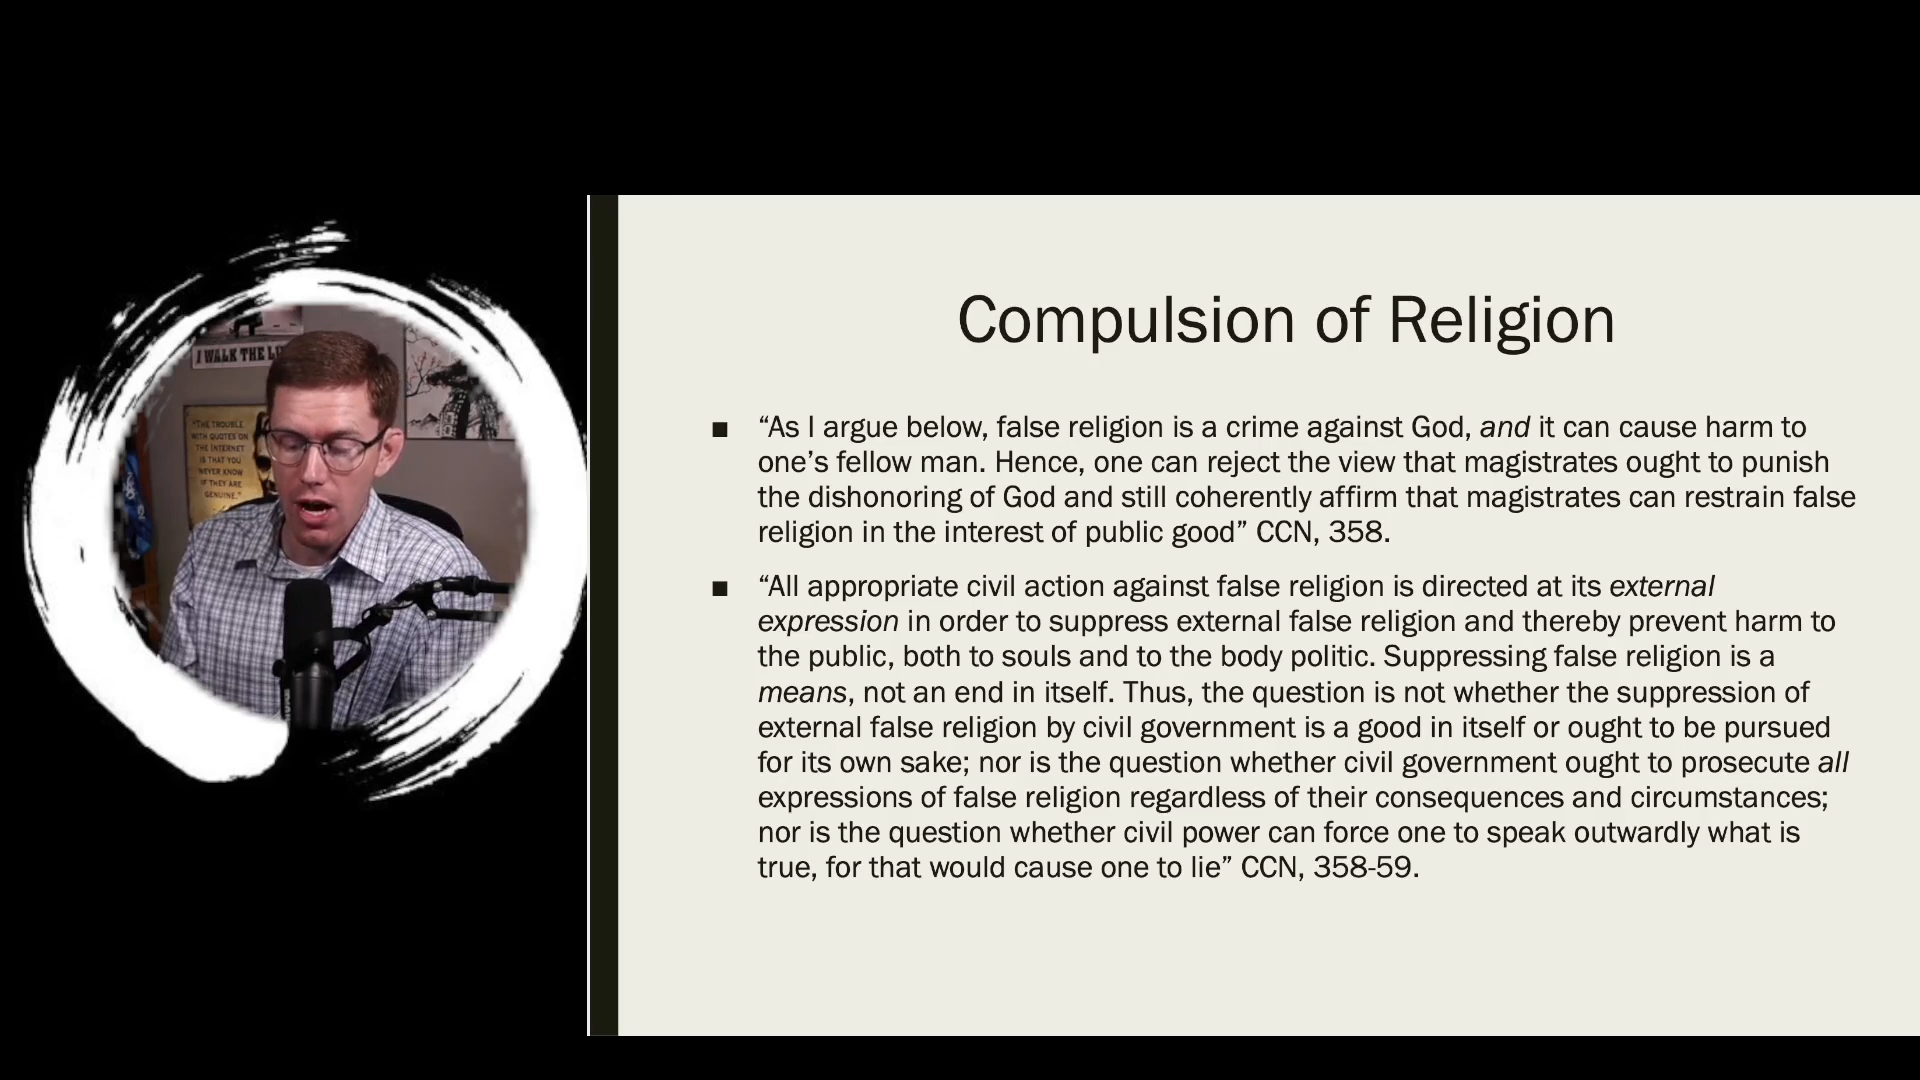 I WALK THE LI
"THE TROUBLE
WITH QUOTES ON
THE INTERNET
IS THAT YOU
NEVER KNOW
IF THEY ARE
GENUINE."
Compulsion of Religion
■ “As I argue below, false religion is a crime against God, and it can cause harm to
one’s fellow man. Hence, one can reject the view that magistrates ought to punish
the dishonoring of God and still coherently affirm that magistrates can restrain false
religion in the interest of public good” CCN, 358.
■ “All appropriate civil action against false religion is directed at its external
expression in order to suppress external false religion and thereby prevent harm to
the public, both to souls and to the body politic. Suppressing false religion is a
means, not an end in itself. Thus, the question is not whether the suppression of
external false religion by civil government is a good in itself or ought to be pursued
for its own sake; nor is the question whether civil government ought to prosecute all
expressions of false religion regardless of their consequences and circumstances;
nor is the question whether civil power can force one to speak outwardly what is
true, for that would cause one to lie” CCN, 358-59.